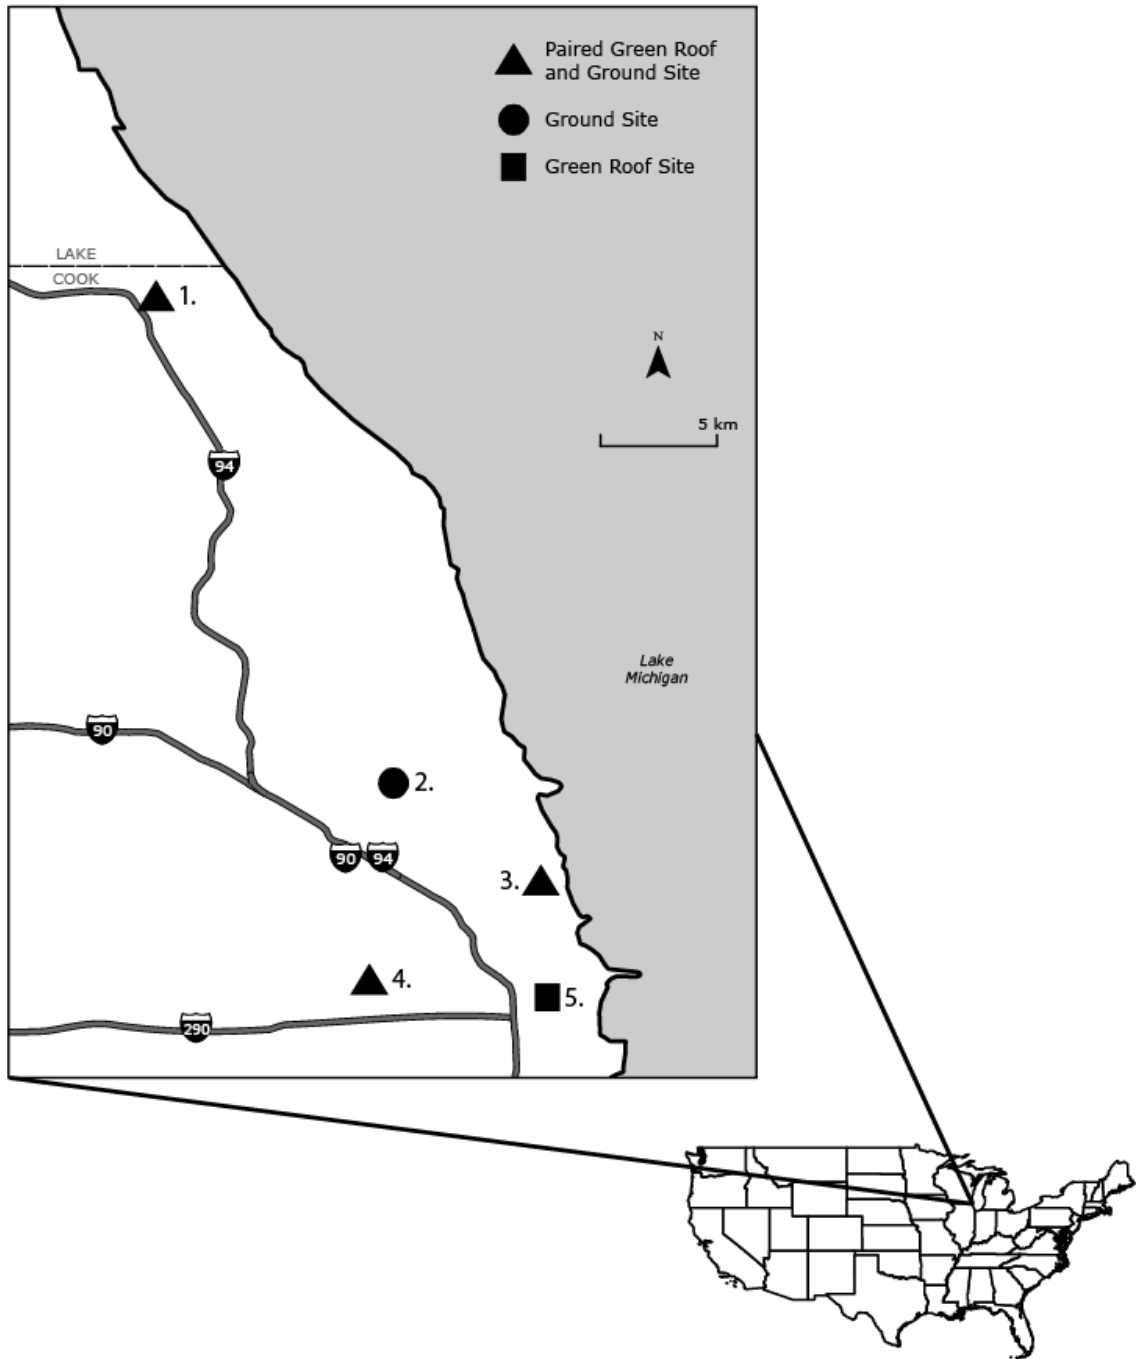 Paired Green Roof
and Ground Site
Ground Site
Green Roof Site
LAKE
COOK
1.
N
5 km
94
Lake
Michigan
90
2.
90 94
3.
4.
5.
290